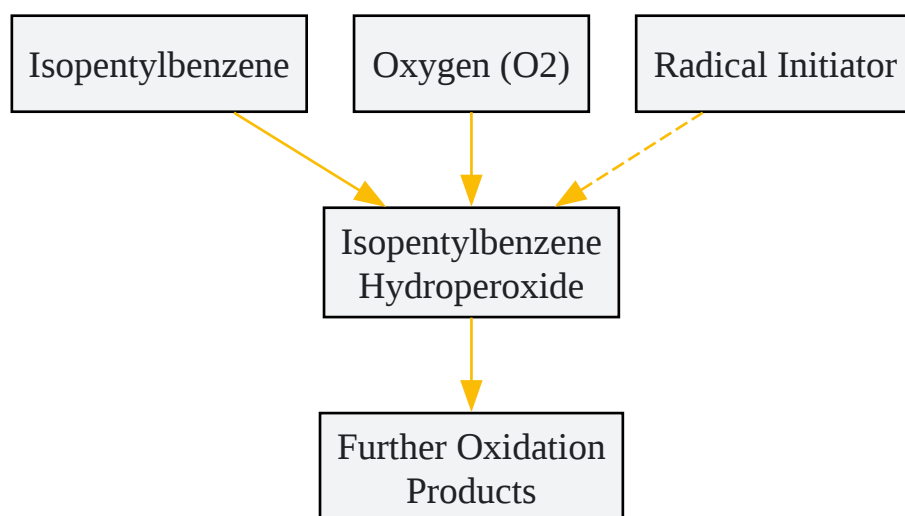 Isopentylbenzene
Oxygen (O2)
Radical Initiator
Isopentylbenzene
Hydroperoxide
Further Oxidation
Products